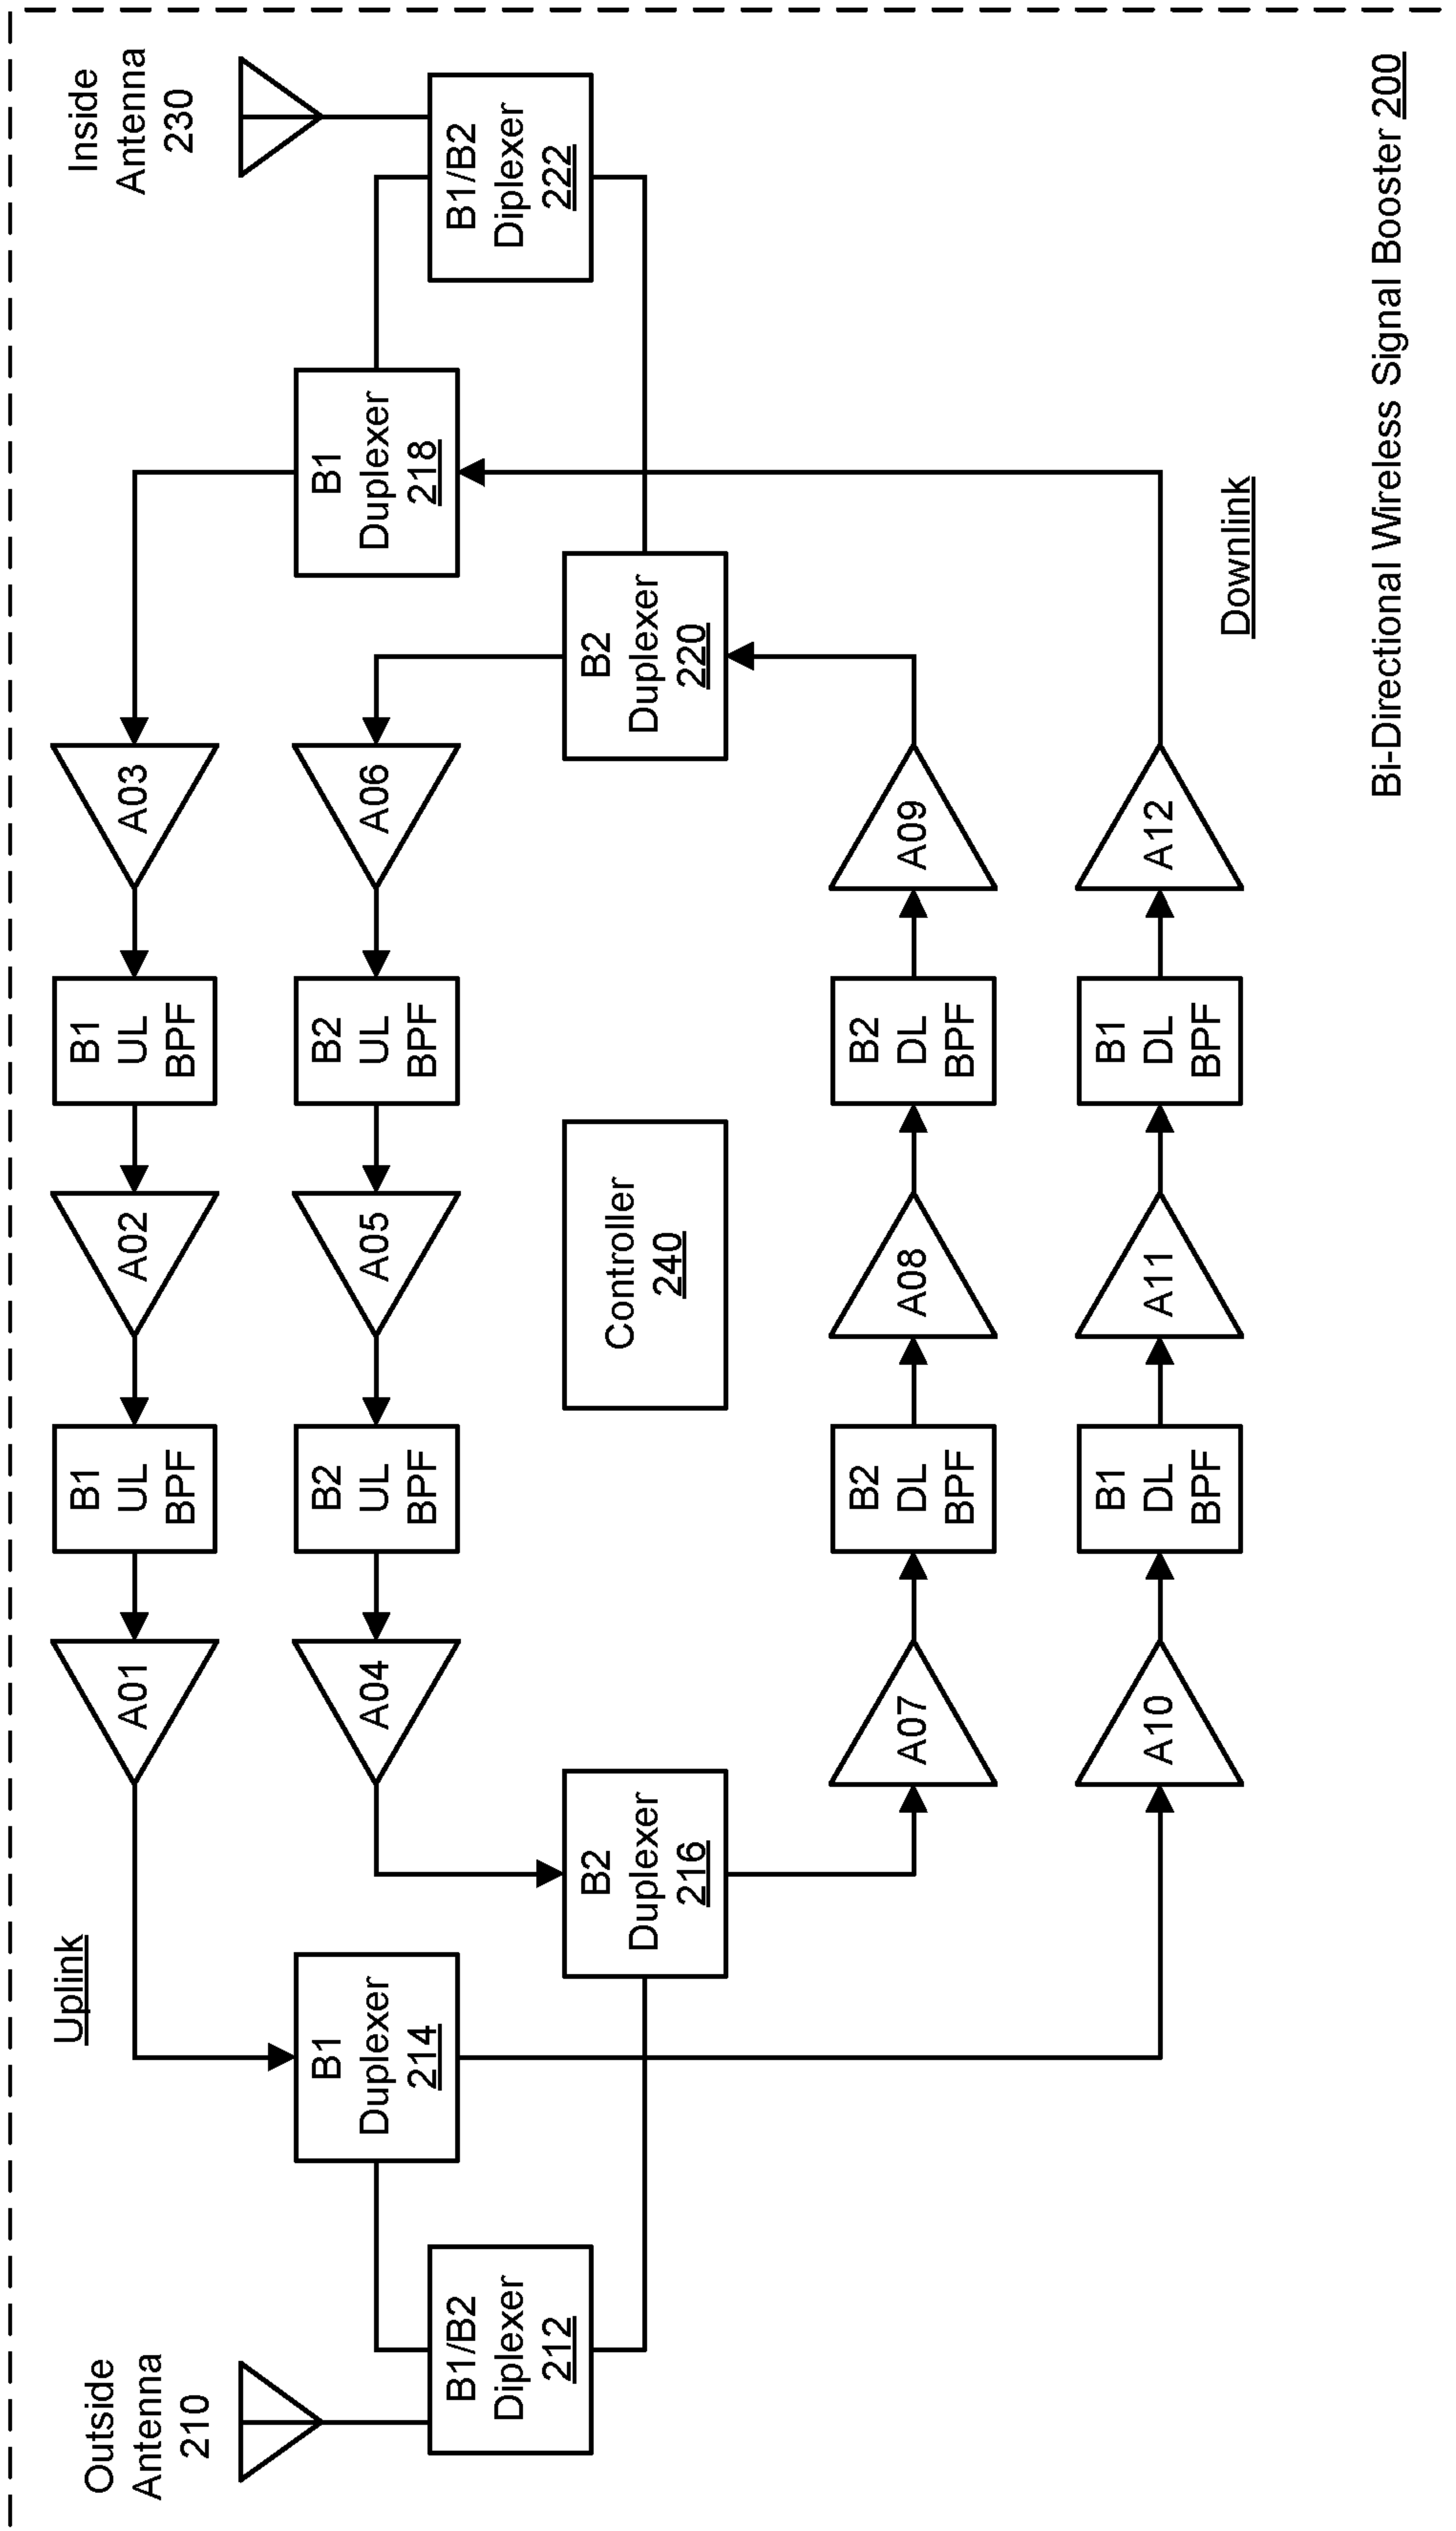 Outside
Antenna
210
Inside
Antenna
230
Uplink
A01
B1
UL
BPF
A02
B1
UL
BPF
A03
A04
B2
UL
BPF
A05
B2
UL
BPF
A06
B1/B2
Diplexer
212
B1
Duplexer
214
B2
Duplexer
216
Controller
240
B2
Duplexer
220
B1
Duplexer
218
B1/B2
Diplexer
222
A07
B2
DL
BPF
A08
B2
DL
BPF
A09
A10
B1
DL
BPF
A11
B1
DL
BPF
A12
Downlink
Bi-Directional Wireless Signal Booster 200